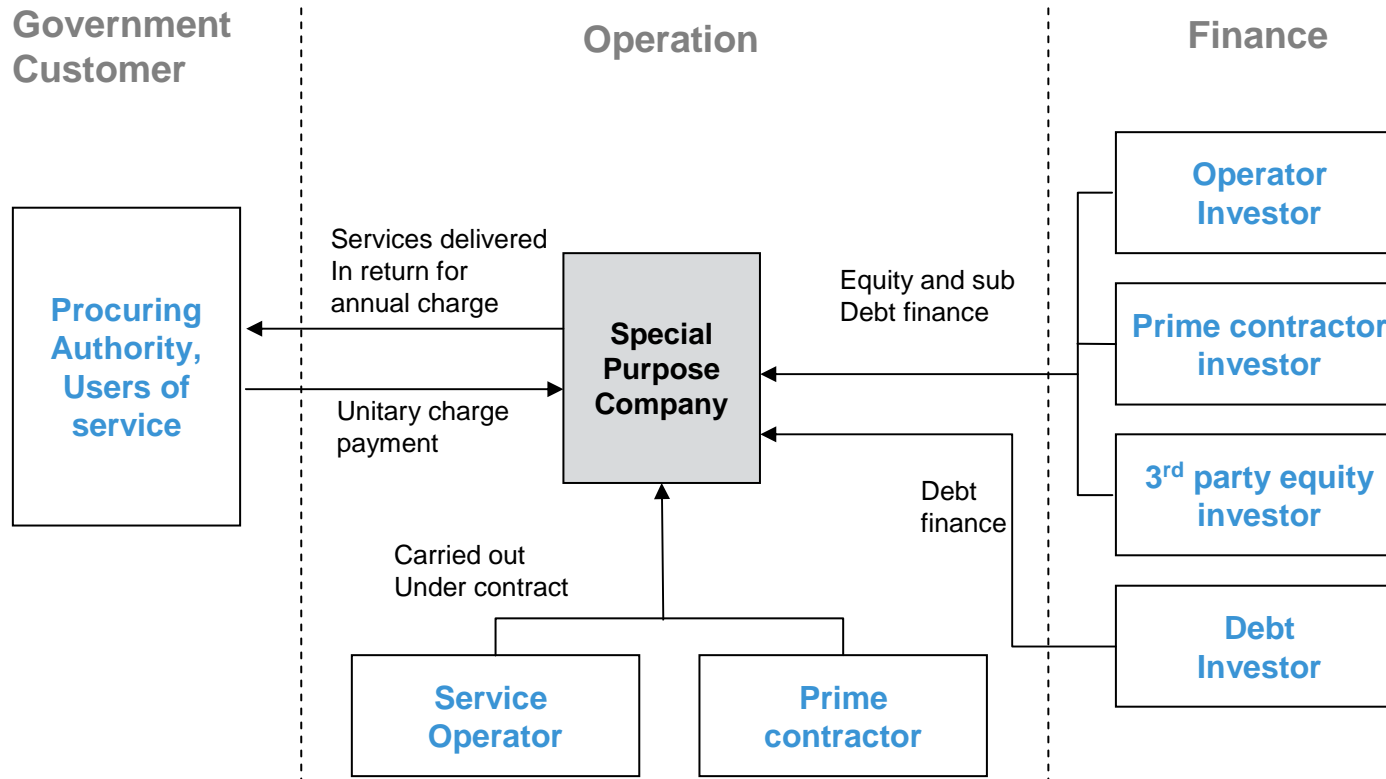 Government
Customer
Operation
Finance
Procuring
Authority,
Users of
service
Services delivered
In return for
annual charge
Unitary charge
payment
Special
Purpose
Company
Equity and sub
Debt finance
Debt
finance
Carried out
Under contract
Service
Operator
Prime
contractor
Operator
Investor
Prime contractor
investor
3rd party equity
investor
Debt
Investor